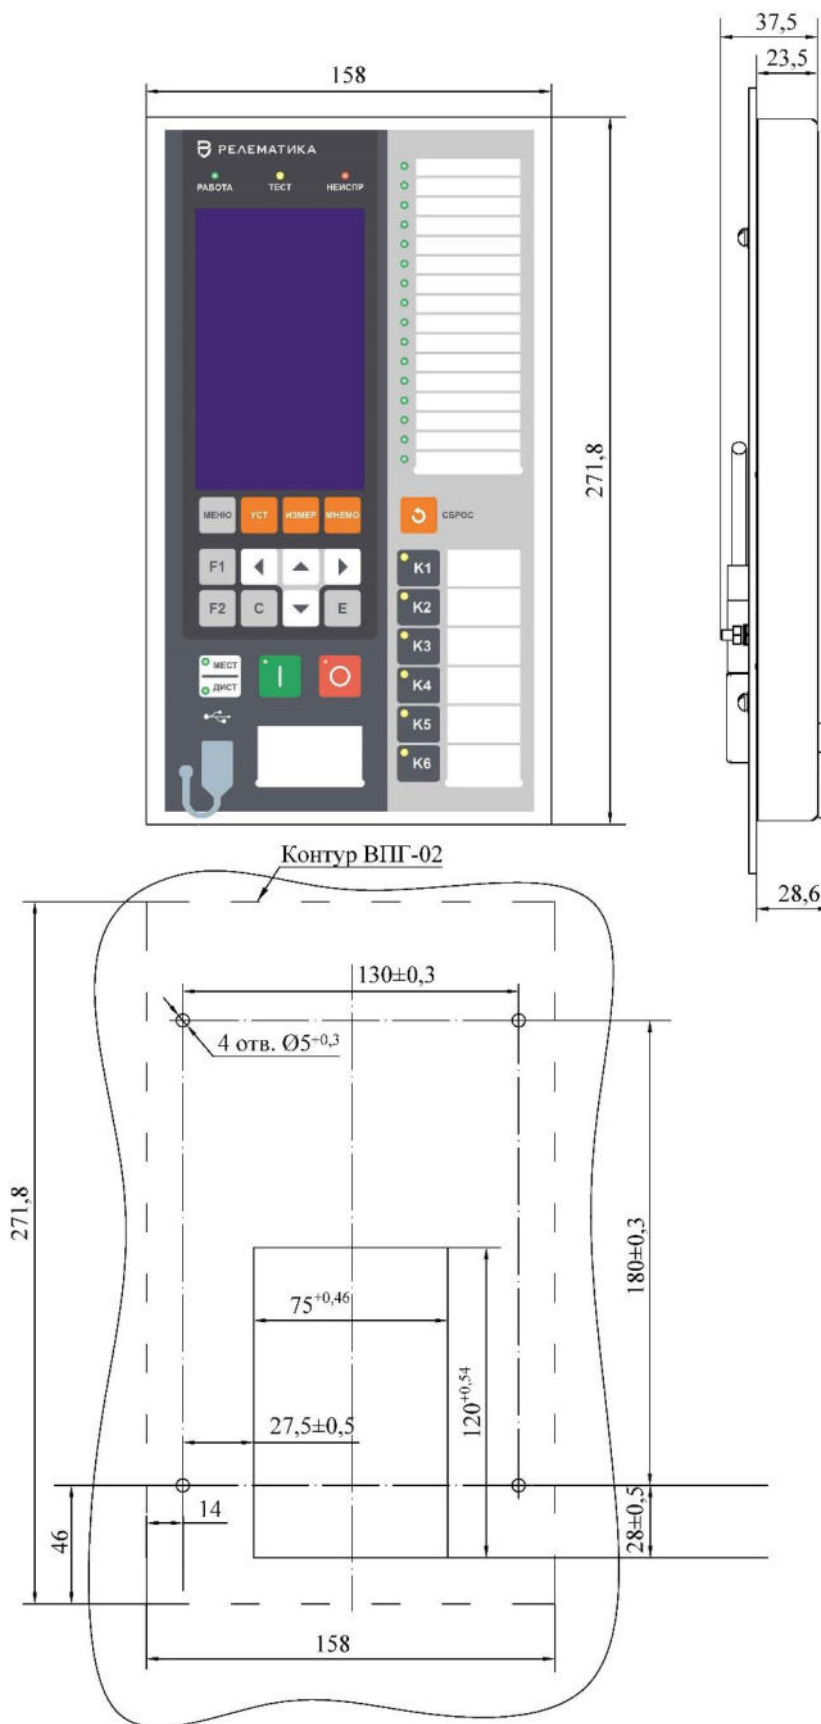 37,5
23,5
158
РЕЛЕМАТИКА
РАБОТА ТЕСТ НЕИСПР
271,8
МЕНЮ УСТ ИЗМЕР МНЕМО СБРОС
F1 K1
F2 C E K2
K3
МЕСТ
ДИСТ
K4
K5
K6
28,6
Контур ВПГ-02
130±0,3
4 отв. Ø5+0,3
271,8
180±0,3
75+0,46
120+0,54
27,5±0,5
14
46
28±0,5
158